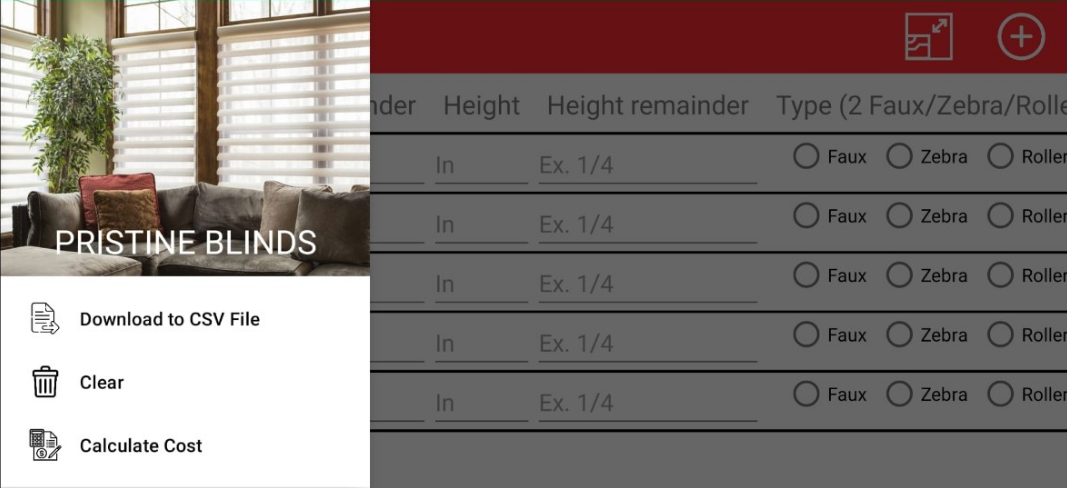 PRISTINE BLINDS
Download to CSV File
Clear
Calculate Cost
Height Height remainder Type (2 Faux/Zebra/Rolle
In Ex. 1/4 Faux Zebra Roller
In Ex. 1/4 Faux Zebra Roller
In Ex. 1/4 Faux Zebra Roller
In Ex. 1/4 Faux Zebra Roller
In Ex. 1/4 Faux Zebra Roller